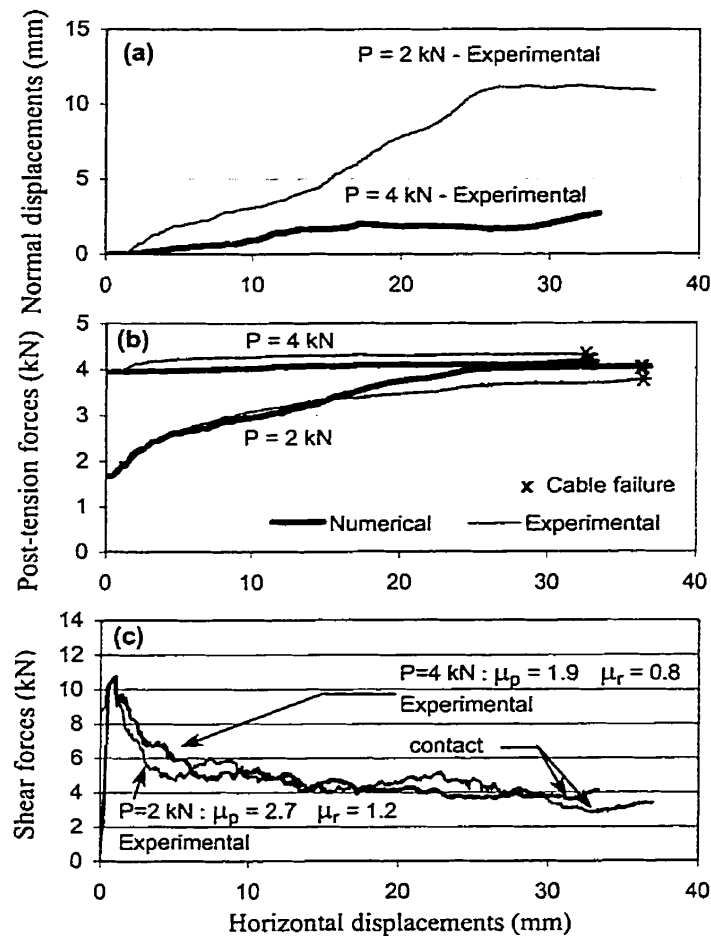 Normal displacements (mm)
15
10
5
0
(a)
P = 2 kN - Experimental
P = 4 kN - Experimental
0 10 20 30 40
Post-tension forces (kN)
5
4
3
2
1
0
(b)
P = 4 kN
P = 2 kN
x Cable failure
Numerical Experimental
0 10 20 30 40
Shear forces (kN)
14
12
10
8
6
4
2
0
(c)
P=4 kN : μp = 1.9 μr = 0.8
Experimental
contact
P=2 kN : μp = 2.7 μr = 1.2
Experimental
0 10 20 30 40
Horizontal displacements (mm)